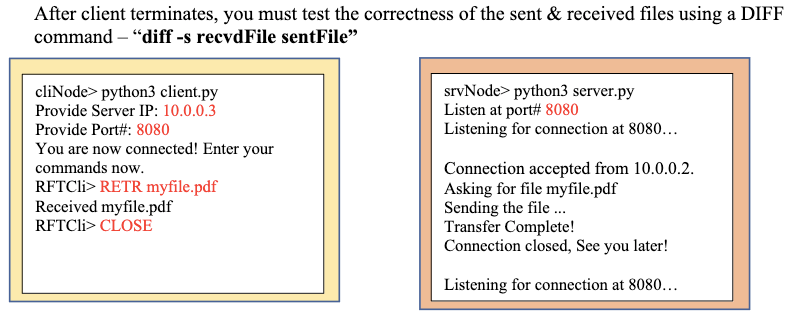 After client terminates, you must test the correctness of the sent & received files using a DIFF
command – “diff -s recvdFile sentFile”
cliNode> python3 client.py
Provide Server IP: 10.0.0.3
Provide Port#: 8080
You are now connected! Enter your
commands now.
RFTCli> RETR myfile.pdf
Received myfile.pdf
RFTCli> CLOSE
srvNode> python3 server.py
Listen at port# 8080
Listening for connection at 8080…
Connection accepted from 10.0.0.2.
Asking for file myfile.pdf
Sending the file ...
Transfer Complete!
Connection closed, See you later!
Listening for connection at 8080…